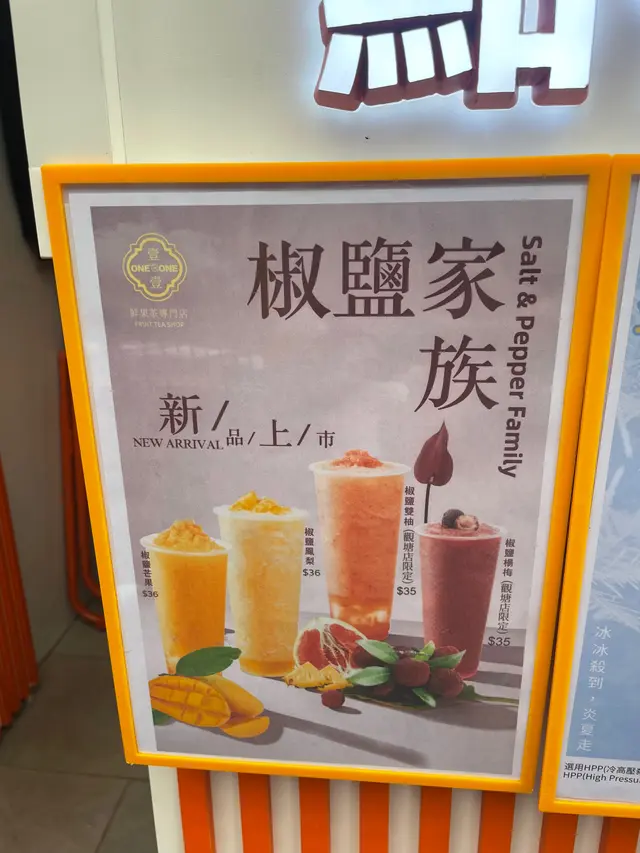 壹
ONE ONE
壹
鮮果茶專門店
FRUIT TEA SHOP
椒鹽家族
Salt & Pepper Family
新/品/上/市
NEW ARRIVAL
椒鹽芒果
$36
椒鹽鳳梨
$36
椒鹽雙柚(觀塘店限定)
$35
椒鹽楊梅(觀塘店限定)
$35
冰冰殺到，炎夏走
選用HPP(冷高壓
HPP(High Pressu